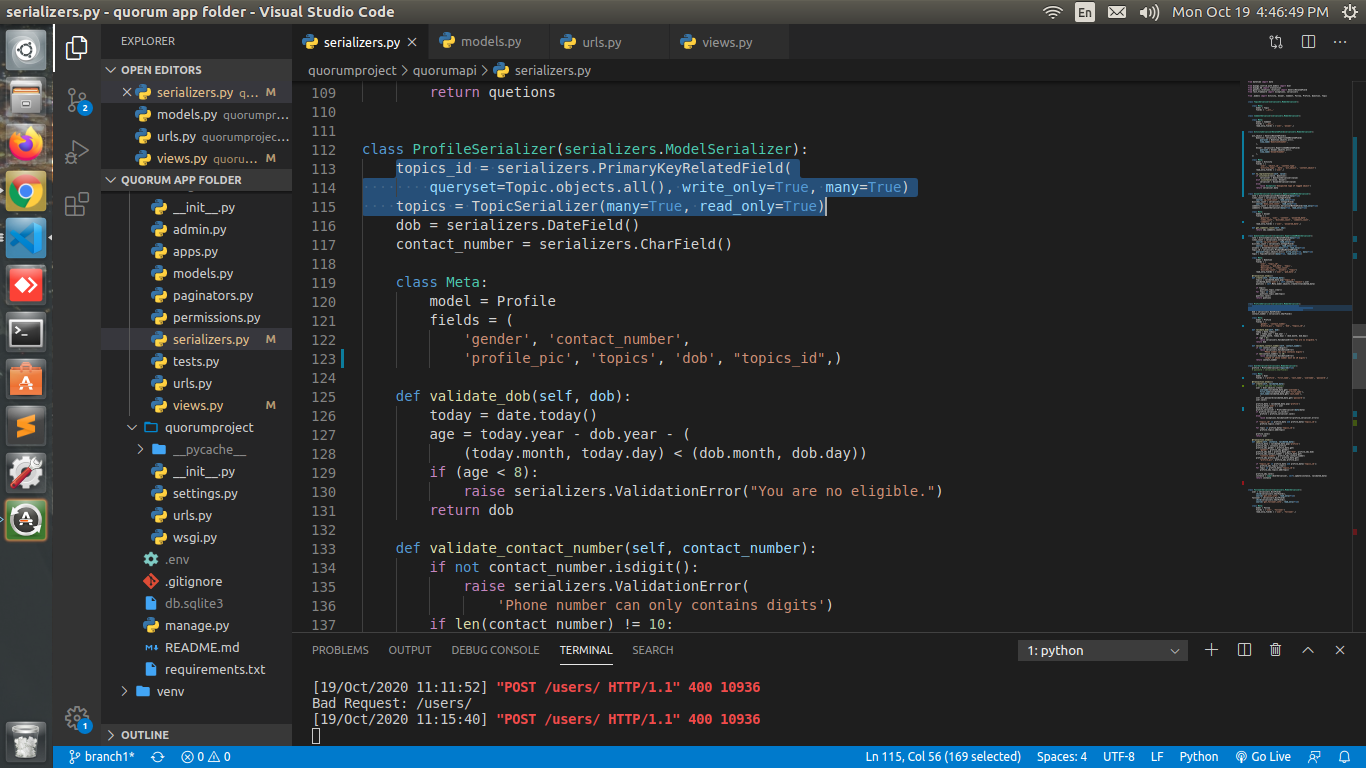 serializers.py - quorum app folder - Visual Studio Code
En
Mon Oct 19 4:46:49 PM
EXPLORER
OPEN EDITORS
serializers.py q... M
models.py quorumpr...
urls.py quorumprojec...
views.py quorou... M
QUORUM APP FOLDER
__init__.py
admin.py
apps.py
models.py
paginators.py
permissions.py
serializers.py M
tests.py
urls.py
views.py M
quorumproject
__pycache__
__init__.py
settings.py
urls.py
wsgi.py
.env
.gitignore
db.sqlite3
manage.py
README.md
requirements.txt
venv
OUTLINE
2
1
serializers.py
models.py
urls.py
views.py
quorumproject > quorumapi > serializers.py
109 return quetions
110
111
112 class ProfileSerializer(serializers.ModelSerializer):
113 topics_id = serializers.PrimaryKeyRelatedField(
114 queryset=Topic.objects.all(), write_only=True, many=True)
115 topics = TopicSerializer(many=True, read_only=True)
116 dob = serializers.DateField()
117 contact_number = serializers.CharField()
118
119 class Meta:
120 model = Profile
121 fields = (
122 'gender', 'contact_number',
123 'profile_pic', 'topics', 'dob', "topics_id",)
124
125 def validate_dob(self, dob):
126 today = date.today()
127 age = today.year - dob.year - (
128 (today.month, today.day) < (dob.month, dob.day))
129 if (age < 8):
130 raise serializers.ValidationError("You are no eligible.")
131 return dob
132
133 def validate_contact_number(self, contact_number):
134 if not contact_number.isdigit():
135 raise serializers.ValidationError(
136 'Phone number can only contains digits')
137 if len(contact_number) != 10:
PROBLEMS OUTPUT DEBUG CONSOLE TERMINAL SEARCH
1: python
[19/Oct/2020 11:11:52] "POST /users/ HTTP/1.1" 400 10936
Bad Request: /users/
[19/Oct/2020 11:15:40] "POST /users/ HTTP/1.1" 400 10936
branch1* 0 0 Ln 115, Col 56 (169 selected) Spaces: 4 UTF-8 LF Python Go Live